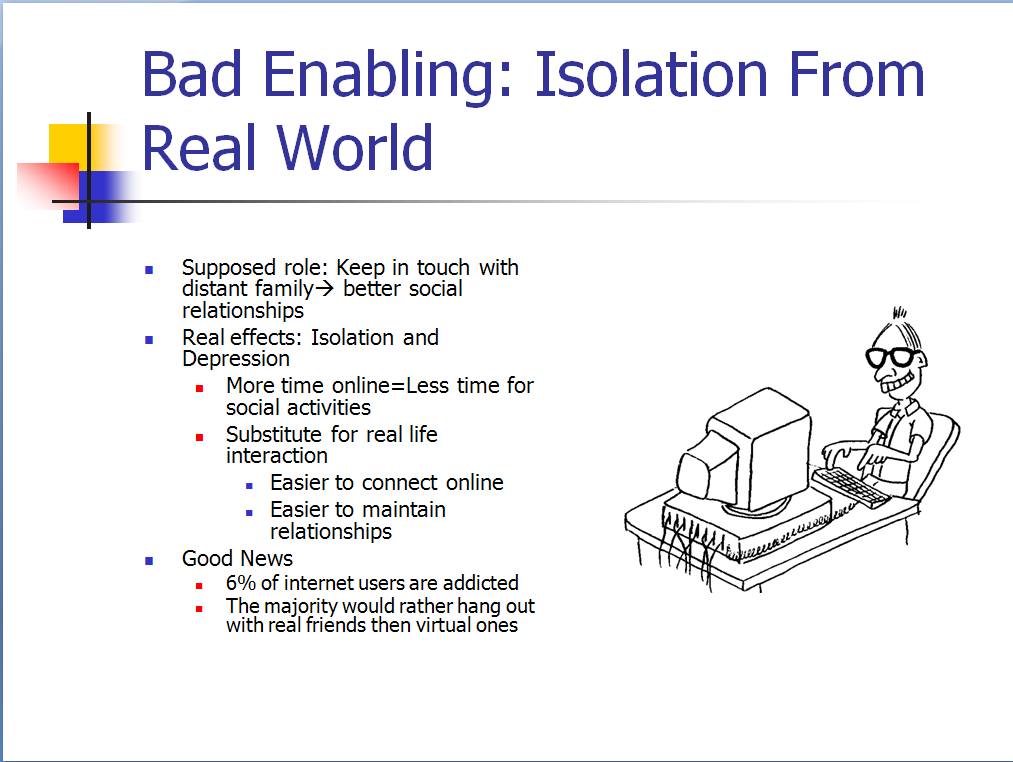 Bad Enabling: Isolation From
Real World
Supposed role: Keep in touch with
distant family→ better social
relationships
Real effects: Isolation and
Depression
More time online=Less time for
social activities
Substitute for real life
interaction
Easier to connect online
Easier to maintain
relationships
Good News
6% of internet users are addicted
The majority would rather hang out
with real friends then virtual ones